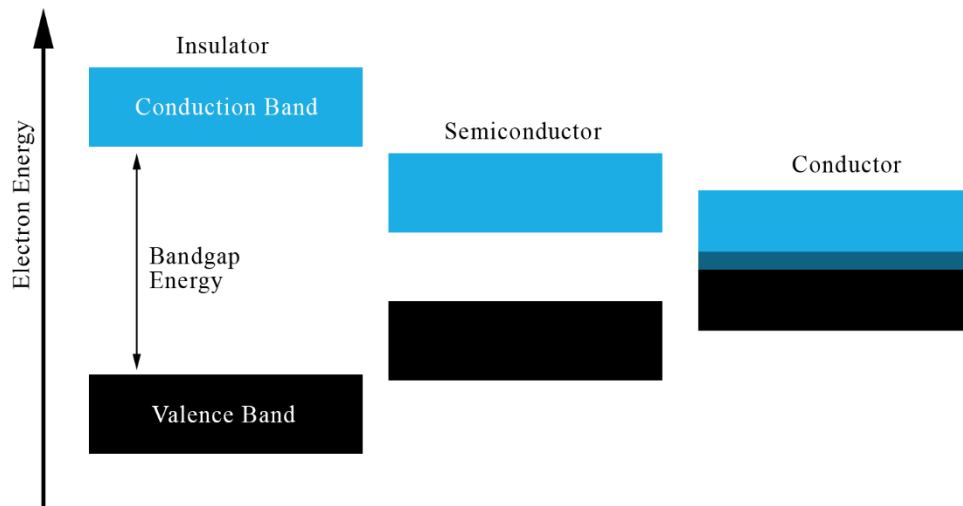 Insulator
Conduction Band
Semiconductor
Conductor
Electron Energy
Bandgap
Energy
Valence Band